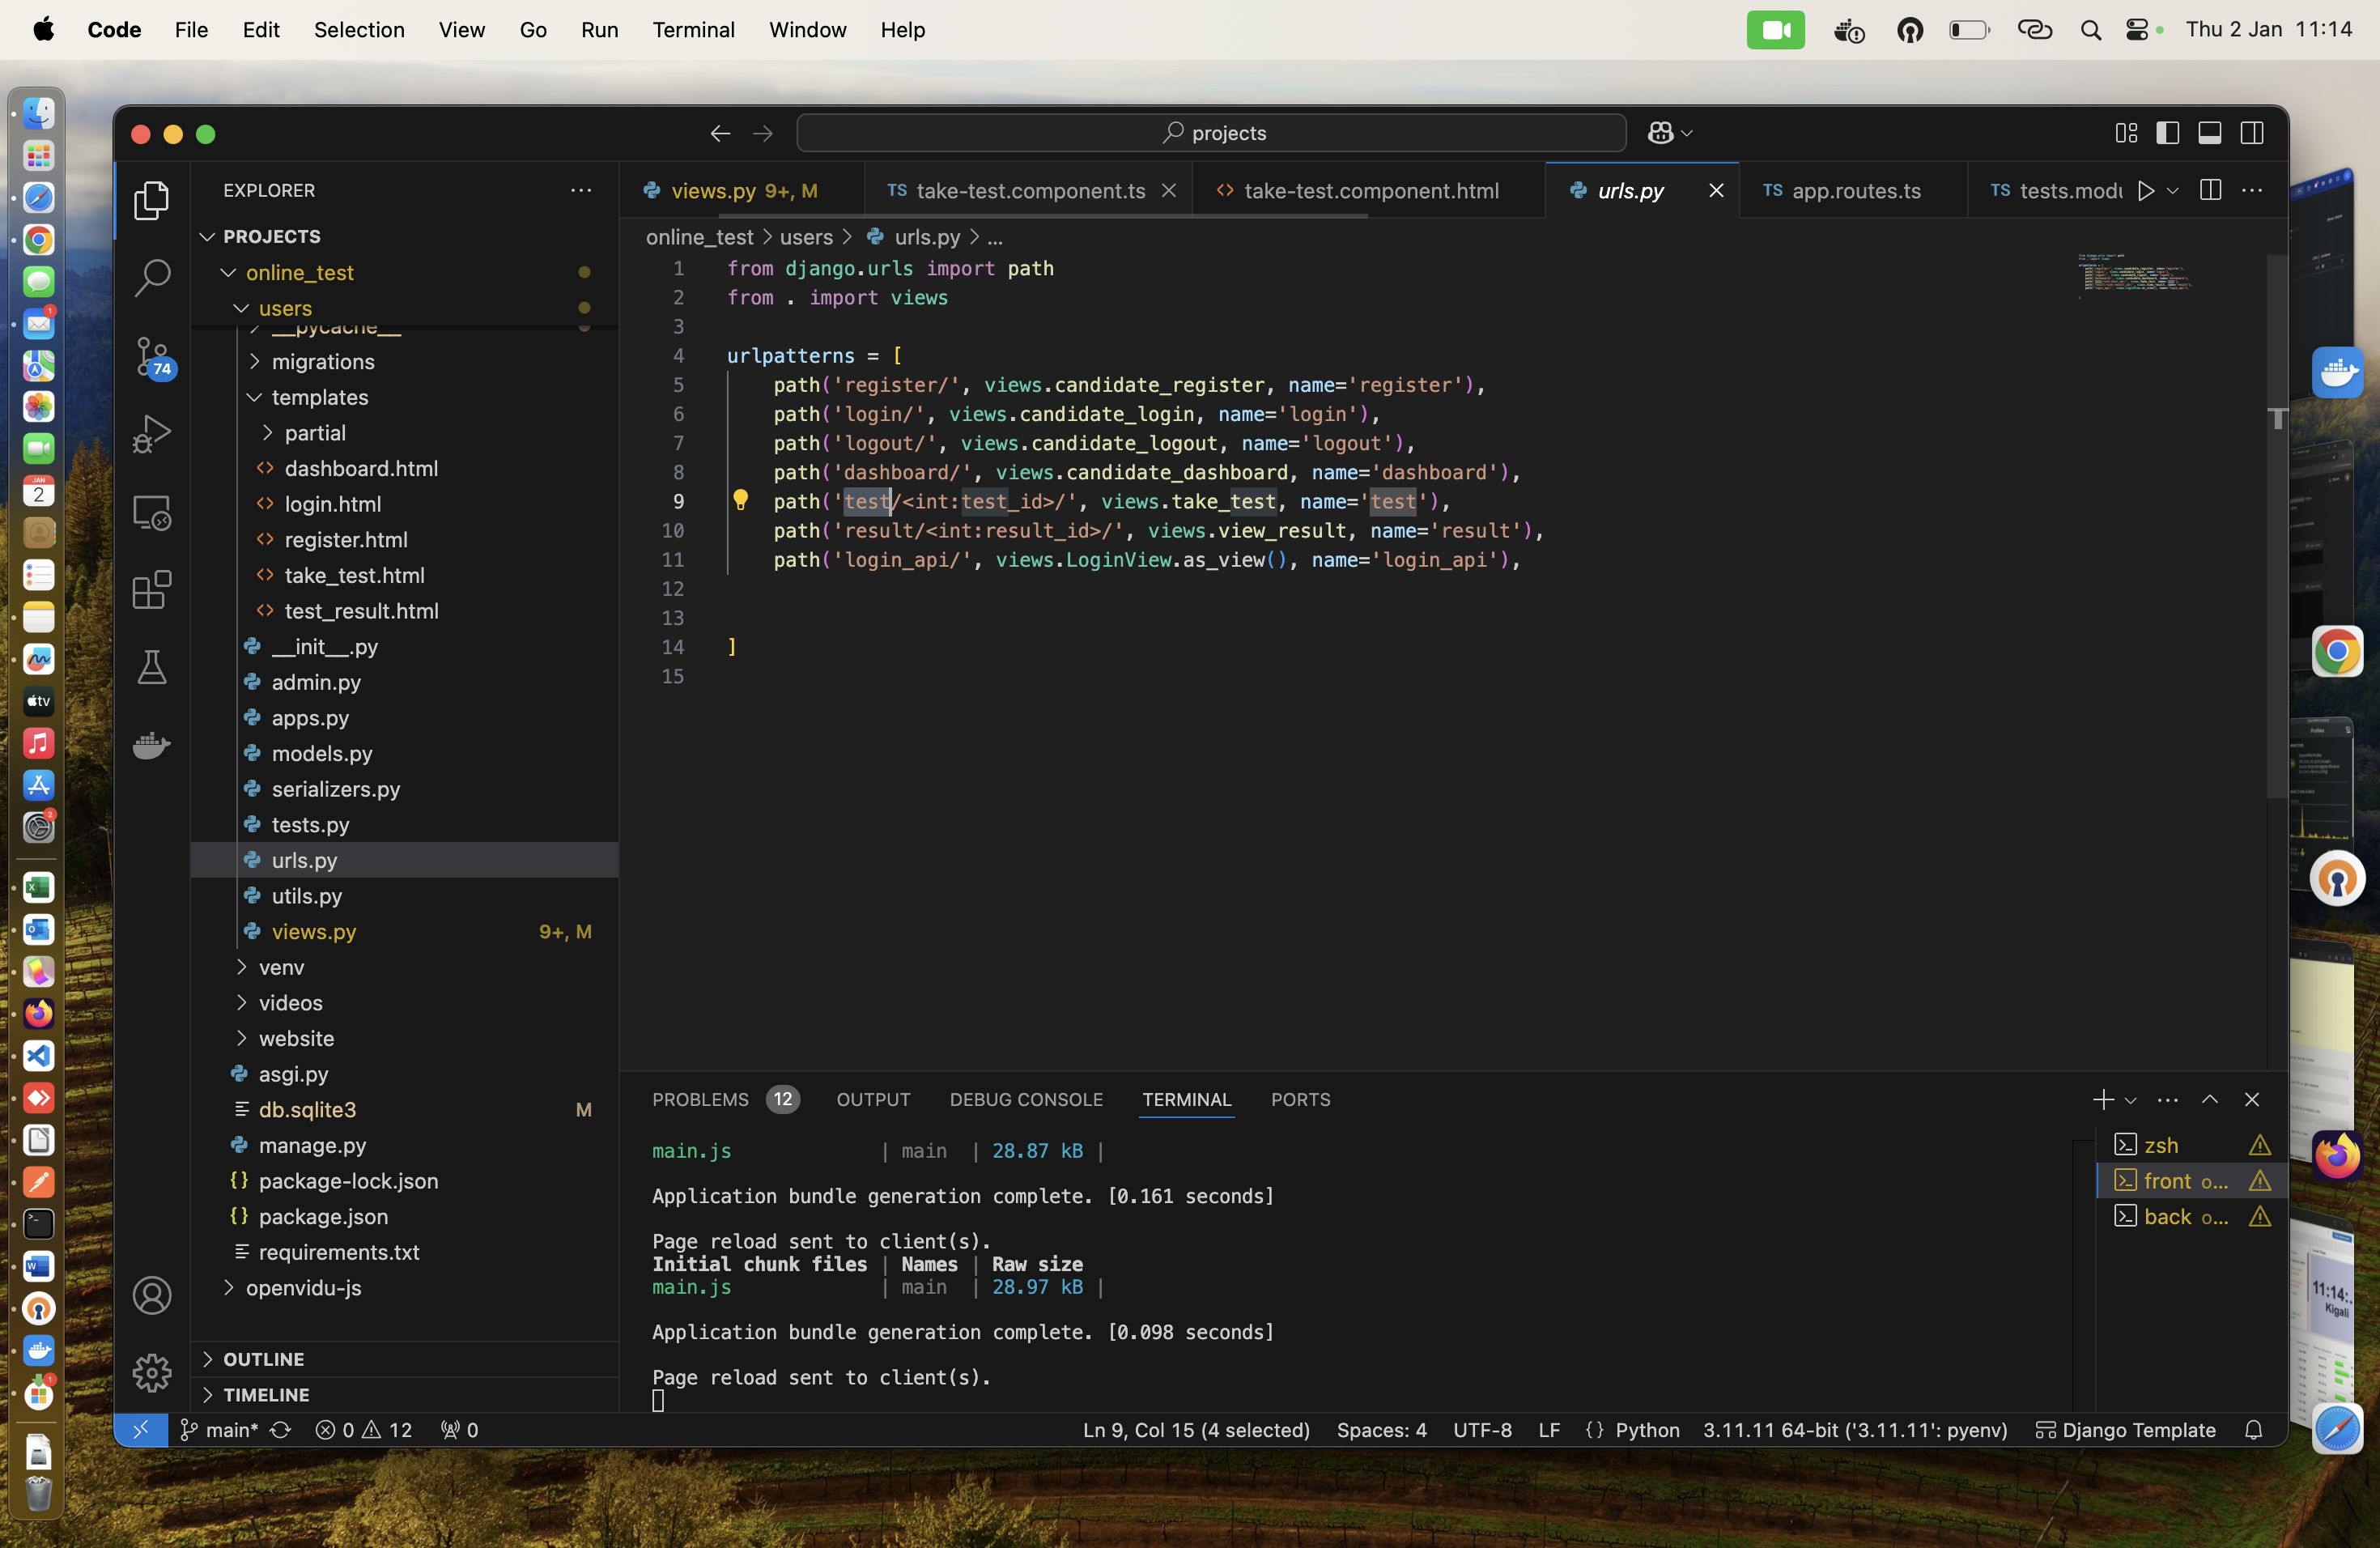 Code File Edit Selection View Go Run Terminal Window Help Thu 2 Jan 11:14
projects
EXPLORER
views.py 9+, M
TS take-test.component.ts
<> take-test.component.html
urls.py
TS app.routes.ts
TS tests.modu
PROJECTS
online_test > users > urls.py > ...
online_test
users
__pycache__
migrations
templates
partial
<> dashboard.html
<> login.html
<> register.html
<> take_test.html
<> test_result.html
__init__.py
admin.py
apps.py
models.py
serializers.py
tests.py
urls.py
utils.py
views.py 9+, M
venv
videos
website
asgi.py
db.sqlite3 M
manage.py
{} package-lock.json
{} package.json
requirements.txt
openvidu-js
OUTLINE
TIMELINE
74
1 from django.urls import path
2 from . import views
3
4 urlpatterns = [
5 path('register/', views.candidate_register, name='register'),
6 path('login/', views.candidate_login, name='login'),
7 path('logout/', views.candidate_logout, name='logout'),
8 path('dashboard/', views.candidate_dashboard, name='dashboard'),
9 path('test/<int:test_id>/', views.take_test, name='test'),
10 path('result/<int:result_id>/', views.view_result, name='result'),
11 path('login_api/', views.LoginView.as_view(), name='login_api'),
12
13
14 ]
15
PROBLEMS 12 OUTPUT DEBUG CONSOLE TERMINAL PORTS
main.js | main | 28.87 kB |
Application bundle generation complete. [0.161 seconds]
Page reload sent to client(s).
Initial chunk files | Names | Raw size
main.js | main | 28.97 kB |
Application bundle generation complete. [0.098 seconds]
Page reload sent to client(s).
zsh
front o...
back o...
main* 0 12 0 Ln 9, Col 15 (4 selected) Spaces: 4 UTF-8 LF {} Python 3.11.11 64-bit ('3.11.11': pyenv) Django Template
1
JAN
2
tv
2
1
11:14:
Kigali